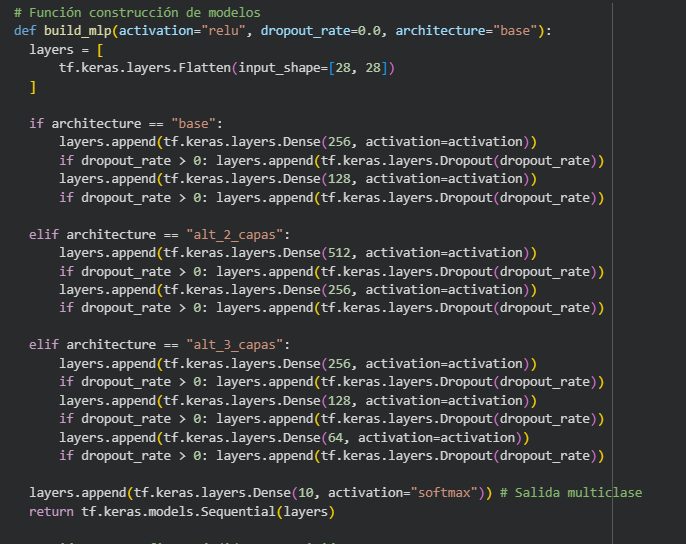 # Función construcción de modelos
def build_mlp(activation="relu", dropout_rate=0.0, architecture="base"):
  layers = [
      tf.keras.layers.Flatten(input_shape=[28, 28])
  ]

  if architecture == "base":
      layers.append(tf.keras.layers.Dense(256, activation=activation))
      if dropout_rate > 0: layers.append(tf.keras.layers.Dropout(dropout_rate))
      layers.append(tf.keras.layers.Dense(128, activation=activation))
      if dropout_rate > 0: layers.append(tf.keras.layers.Dropout(dropout_rate))

  elif architecture == "alt_2_capas":
      layers.append(tf.keras.layers.Dense(512, activation=activation))
      if dropout_rate > 0: layers.append(tf.keras.layers.Dropout(dropout_rate))
      layers.append(tf.keras.layers.Dense(256, activation=activation))
      if dropout_rate > 0: layers.append(tf.keras.layers.Dropout(dropout_rate))

  elif architecture == "alt_3_capas":
      layers.append(tf.keras.layers.Dense(256, activation=activation))
      if dropout_rate > 0: layers.append(tf.keras.layers.Dropout(dropout_rate))
      layers.append(tf.keras.layers.Dense(128, activation=activation))
      if dropout_rate > 0: layers.append(tf.keras.layers.Dropout(dropout_rate))
      layers.append(tf.keras.layers.Dense(64, activation=activation))
      if dropout_rate > 0: layers.append(tf.keras.layers.Dropout(dropout_rate))

  layers.append(tf.keras.layers.Dense(10, activation="softmax")) # Salida multiclase
  return tf.keras.models.Sequential(layers)